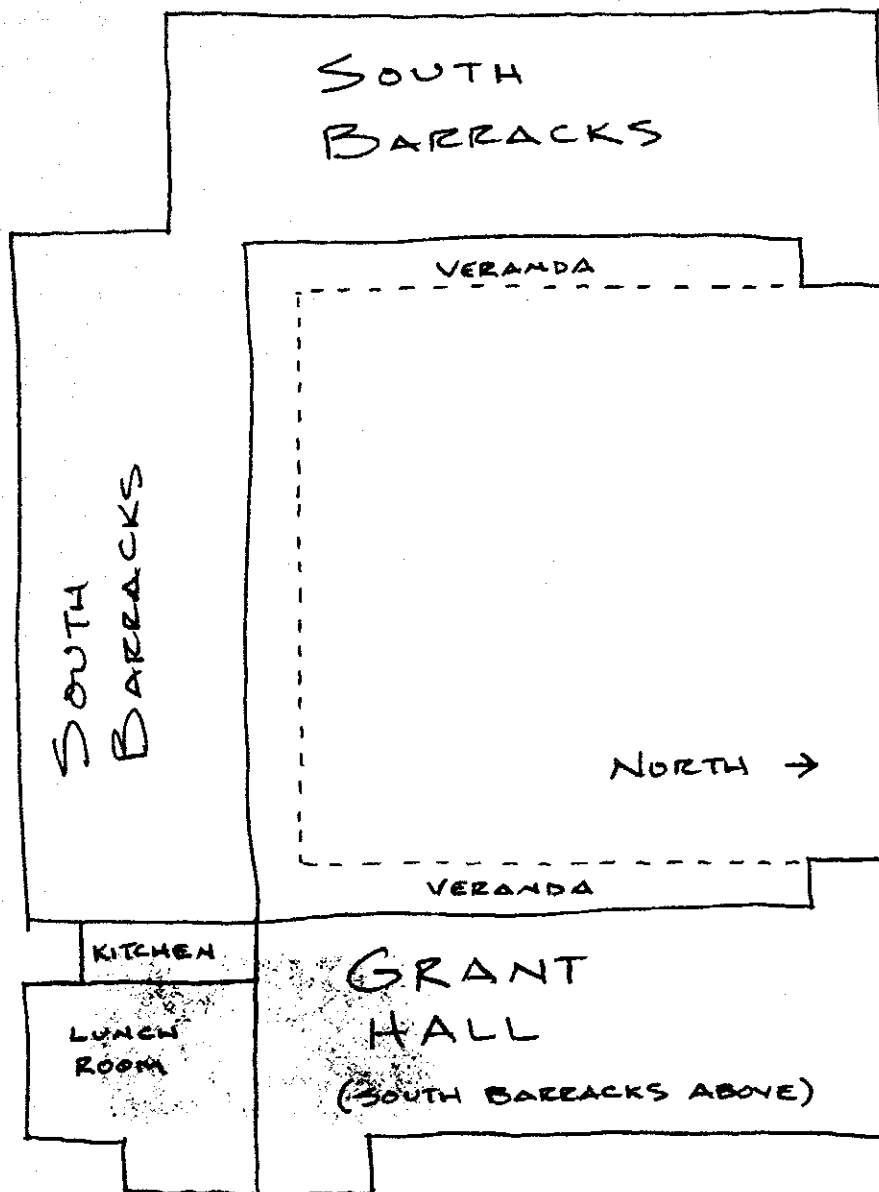 SOUTH
BARRACKS
VERANDA
SOUTH
BARRACKS
NORTH →
VERANDA
KITCHEN
GRANT
HALL
LUNCH
ROOM
(SOUTH BARRACKS ABOVE)